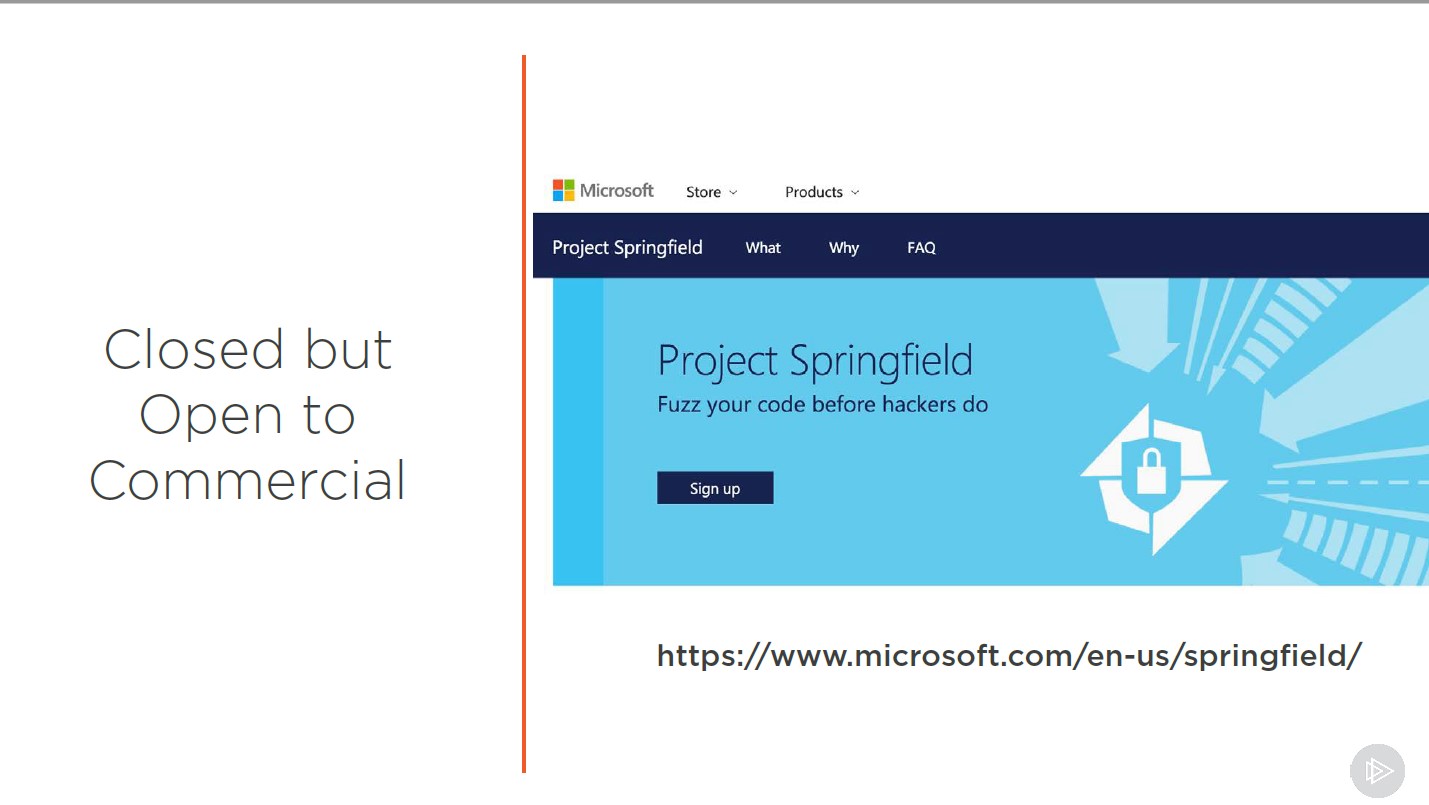 Closed but
Open to
Commercial
Microsoft Store Products
Project Springfield What Why FAQ
Project Springfield
Fuzz your code before hackers do
Sign up
https://www.microsoft.com/en-us/springfield/